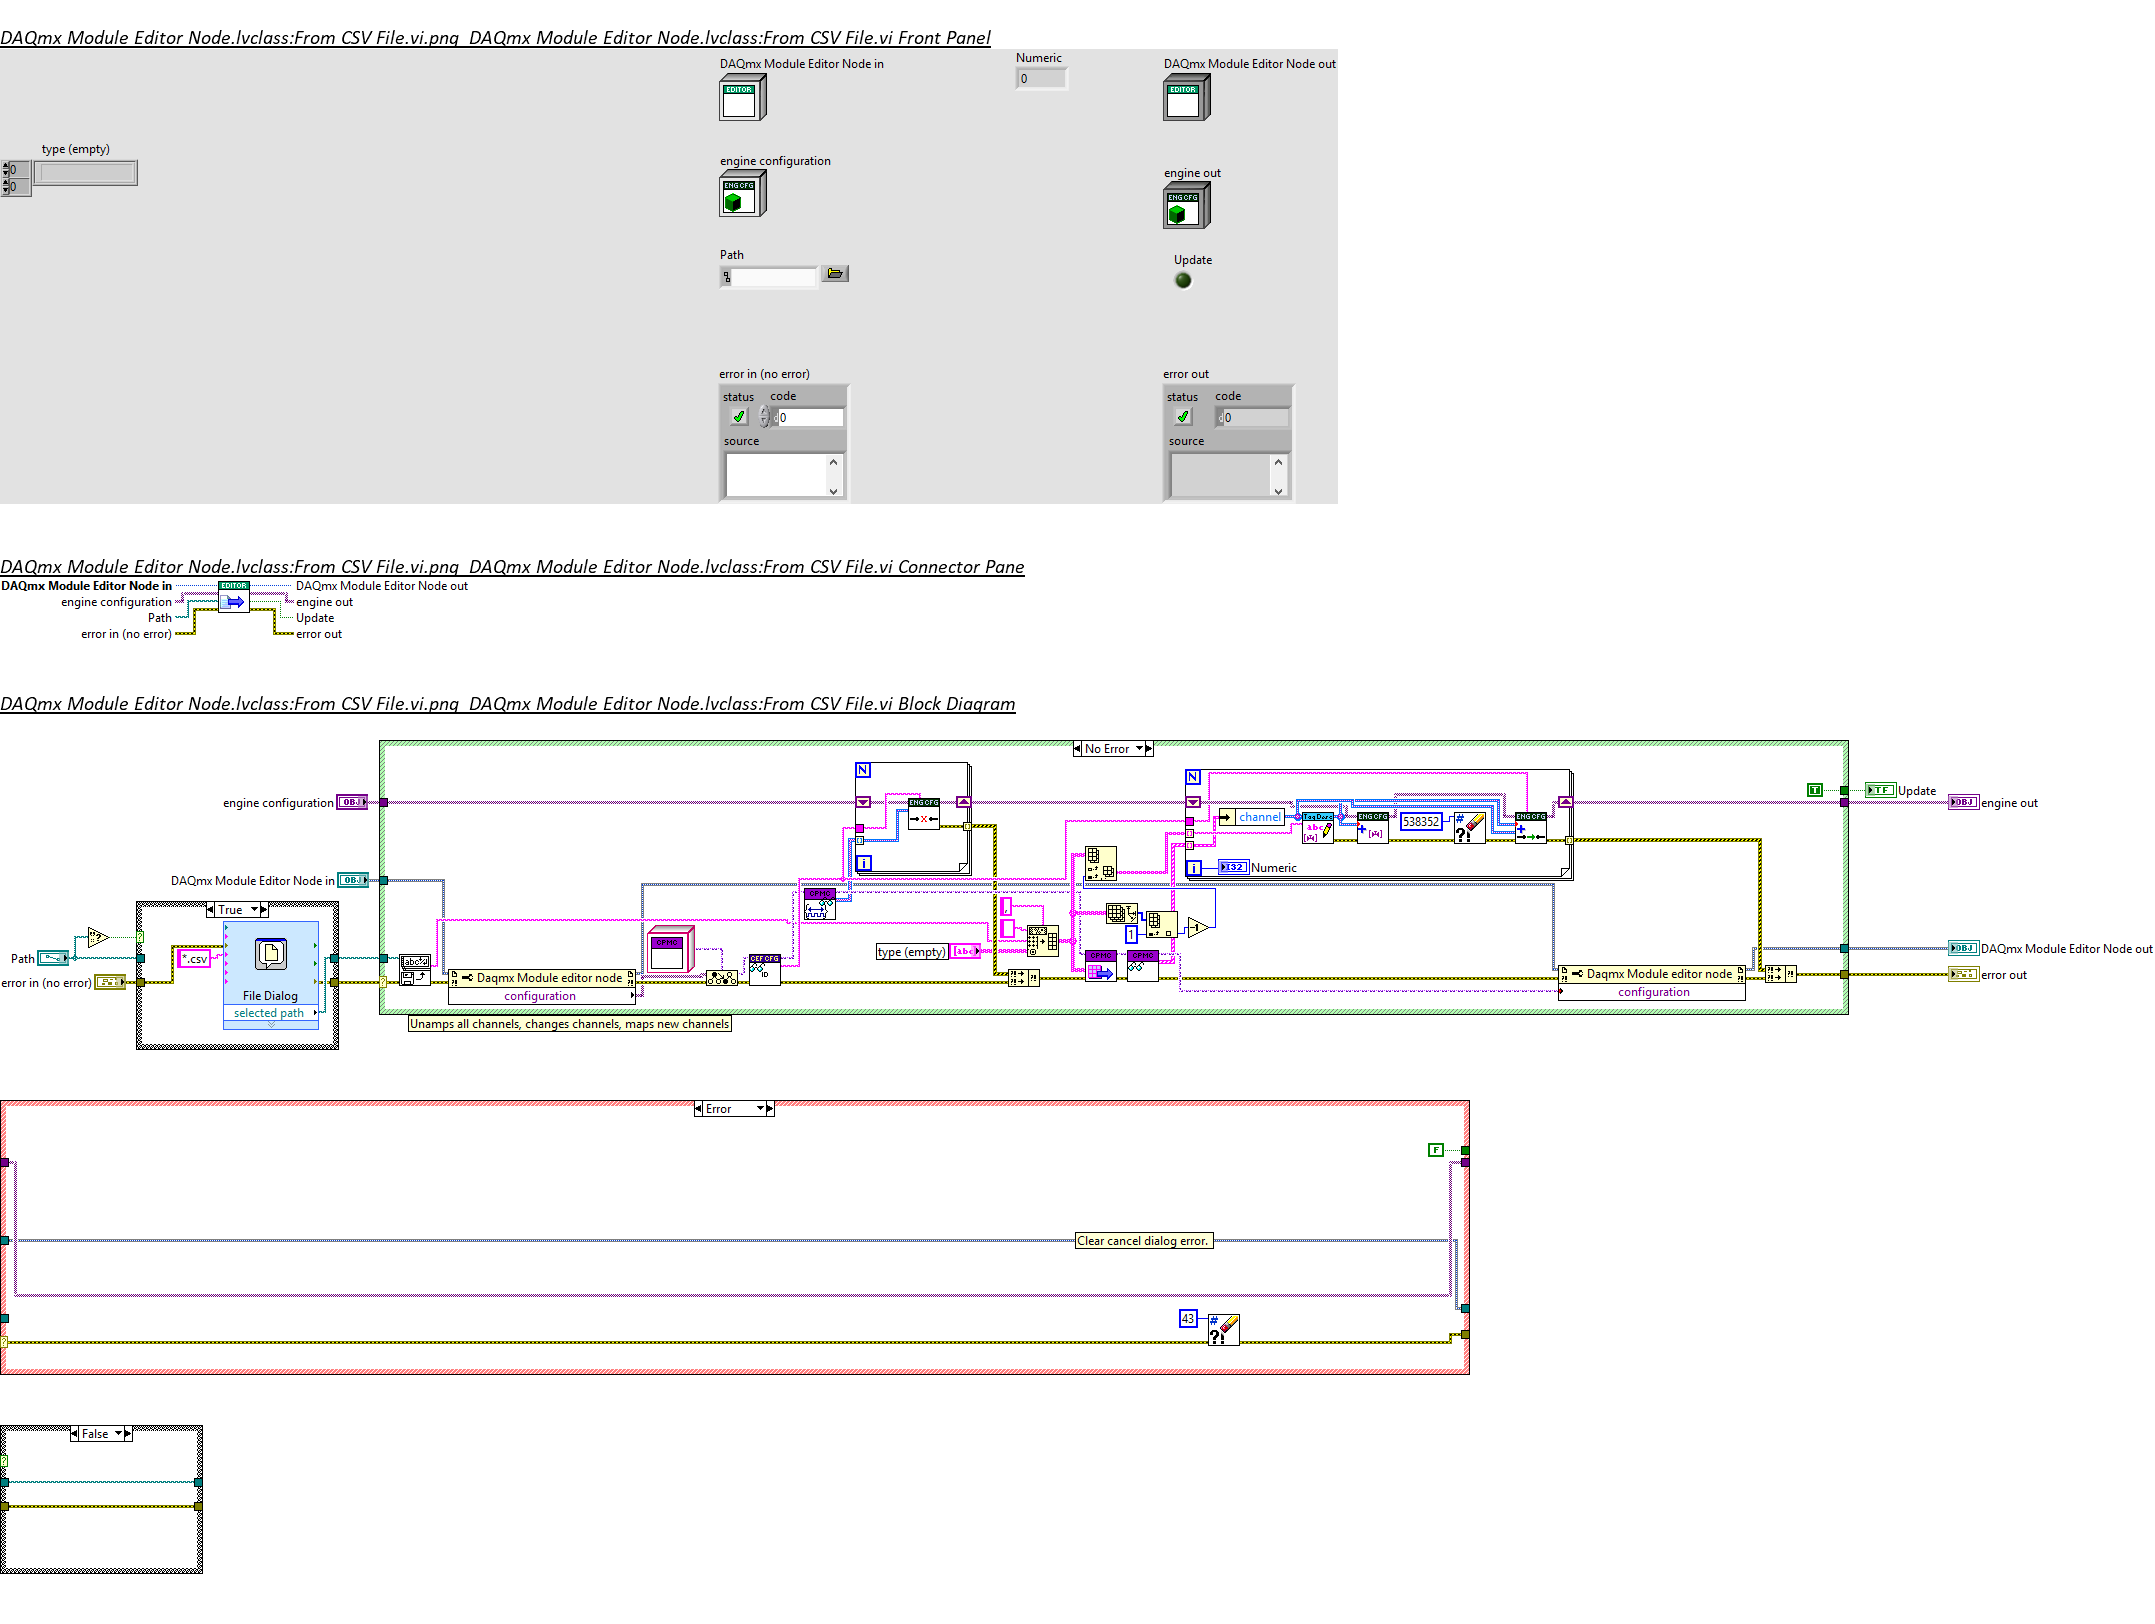 DAQmx Module Editor Node.lvclass:From CSV File.vi.png  DAQmx Module Editor Node.lvclass:From CSV File.vi Front Panel
DAQmx Module Editor Node in
Numeric
DAQmx Module Editor Node out
0
EDITOR
EDITOR
type (empty)
0
0
engine configuration
ENG CFG
engine out
ENG CFG
Path
Update
error in (no error)
error out
status code
status code
0
0
source
source
DAQmx Module Editor Node.lvclass:From CSV File.vi.png  DAQmx Module Editor Node.lvclass:From CSV File.vi Connector Pane
DAQmx Module Editor Node in
EDITOR
DAQmx Module Editor Node out
engine configuration
engine out
Path
Update
error in (no error)
error out
DAQmx Module Editor Node.lvclass:From CSV File.vi.png  DAQmx Module Editor Node.lvclass:From CSV File.vi Block Diagram
No Error
N
N
T
TF
Update
engine configuration
OBJ
ENG CFG
OBJ
engine out
channel
Tag Desc
abc
ENG CFG
538352
#
?!
ENG CFG
i
i
I32
Numeric
DAQmx Module Editor Node in
OBJ
True
*.csv
File Dialog
selected path
Path
error in (no error)
type (empty)
abc
1
-1
Daqmx Module editor node
configuration
ID
Daqmx Module editor node
configuration
OBJ
DAQmx Module Editor Node out
error out
Unamps all channels, changes channels, maps new channels
Error
F
Clear cancel dialog error.
43
#
?!
False